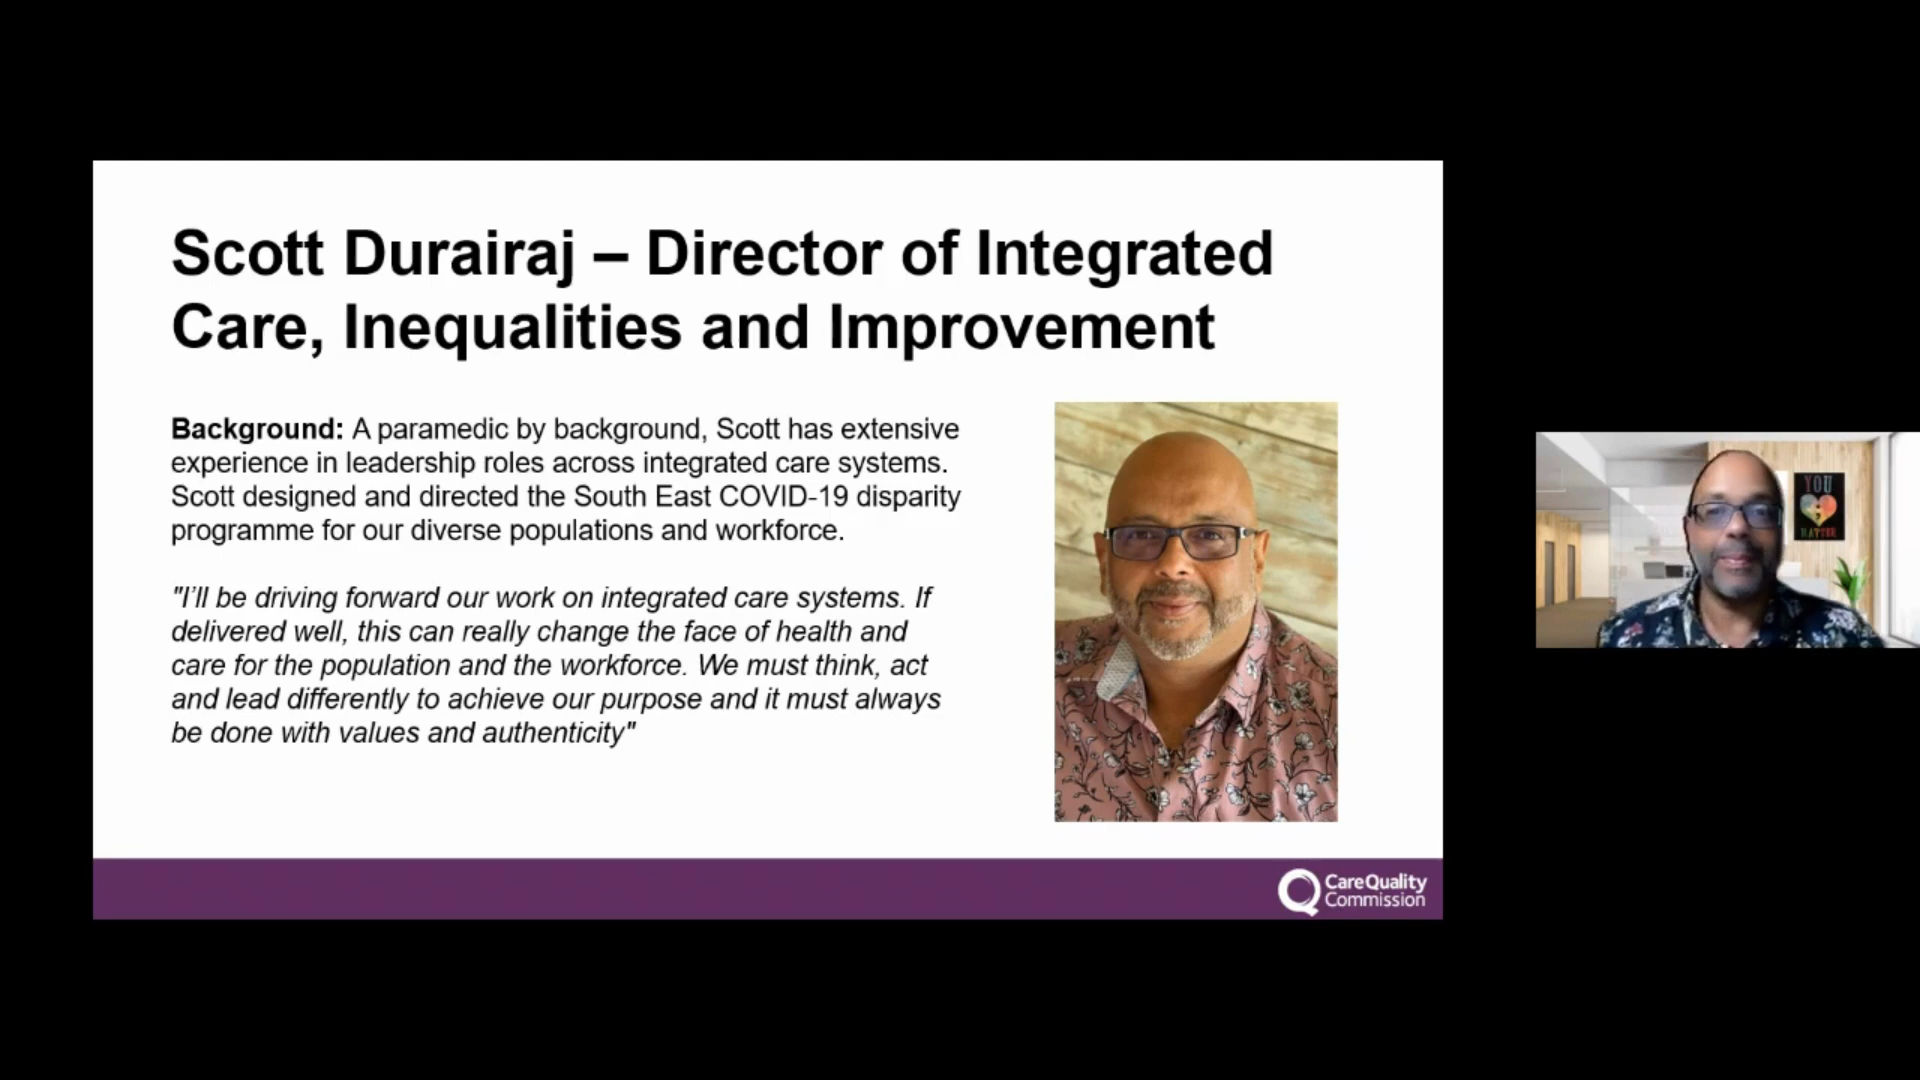 Scott Durairaj – Director of Integrated
Care, Inequalities and Improvement
Background: A paramedic by background, Scott has extensive
experience in leadership roles across integrated care systems.
Scott designed and directed the South East COVID-19 disparity
programme for our diverse populations and workforce.
"I'll be driving forward our work on integrated care systems. If
delivered well, this can really change the face of health and
care for the population and the workforce. We must think, act
and lead differently to achieve our purpose and it must always
be done with values and authenticity"
CareQuality
Commission
YOU
MATTER